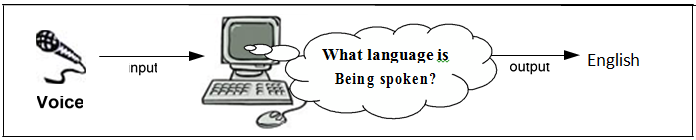 Voice
input
What language is
Being spoken?
output
English